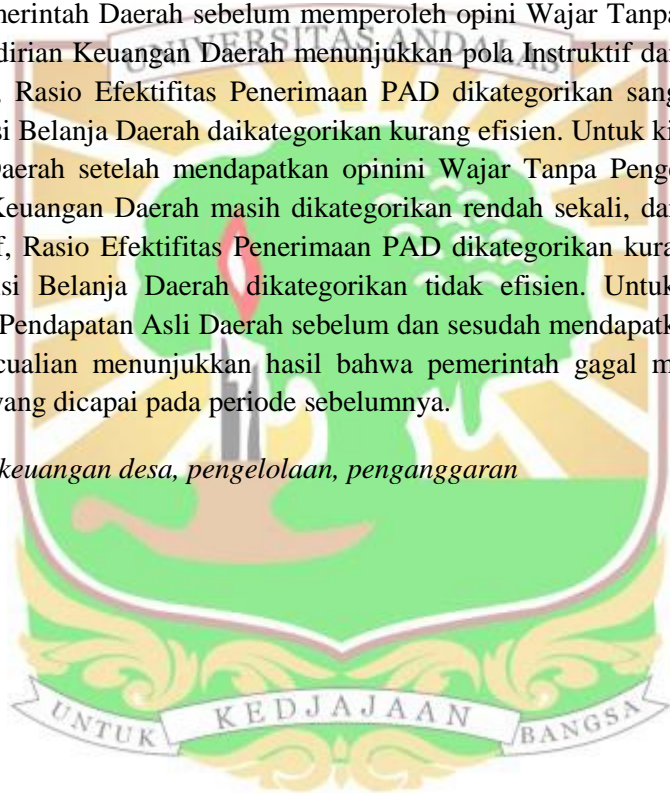 merintah Daerah sebelum memperoleh opini Wajar Tanpa
UNIVERSITAS ANDALAS
dirian Keuangan Daerah menunjukkan pola Instruktif da
, Rasio Efektifitas Penerimaan PAD dikategorikan sang
si Belanja Daerah daikategorikan kurang efisien. Untuk ki
Daerah setelah mendapatkan opinini Wajar Tanpa Peng
Keuangan Daerah masih dikategorikan rendah sekali, da
f, Rasio Efektifitas Penerimaan PAD dikategorikan kura
si Belanja Daerah dikategorikan tidak efisien. Untuk
Pendapatan Asli Daerah sebelum dan sesudah mendapatk
cualian menunjukkan hasil bahwa pemerintah gagal m
yang dicapai pada periode sebelumnya.
keuangan desa, pengelolaan, penganggaran
UNTUK KEDJAJAAN BANGSA